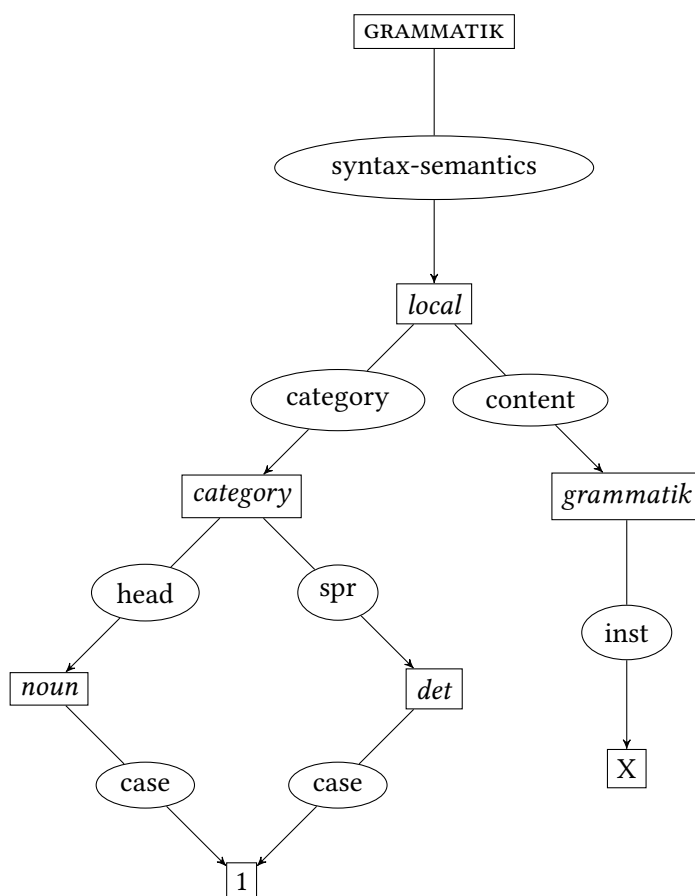 GRAMMATIK
syntax-semantics
local
category
content
category
grammatik
head
spr
inst
noun
det
case
case
X
1